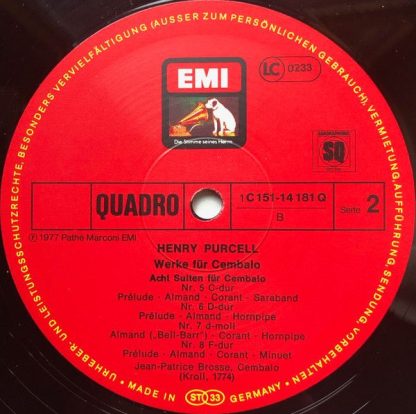 URHEBER- UND LEISTUNGSSCHUTZRECHTE, BESONDERS VERVIELFÄLTIGUNG (AUSSER ZUM PERSÖNLICHEN GEBRAUCH), VERMIETUNG, AUFFÜHRUNG, SENDUNG, VORBEHALTEN
EMI
Die Stimme seines Herrn
LC 0233
QUADRAPHONIC
SQ
QUADRO
1C 151-14 181 Q
B
Seite 2
℗ 1977 Pathé Marconi EMI
HENRY PURCELL
Werke für Cembalo
Acht Suiten für Cembalo
Nr. 5 C-dur
Prélude · Almand · Corant · Saraband
Nr. 6 D-dur
Prélude · Almand · Hornpipe
Nr. 7 d-moll
Almand („Bell-Barr") · Corant · Hornpipe
Nr. 8 F-dur
Prélude · Almand · Corant · Minuet
Jean-Patrice Brosse, Cembalo
(Kroll, 1774)
· MADE IN GERMANY ·
ST 33